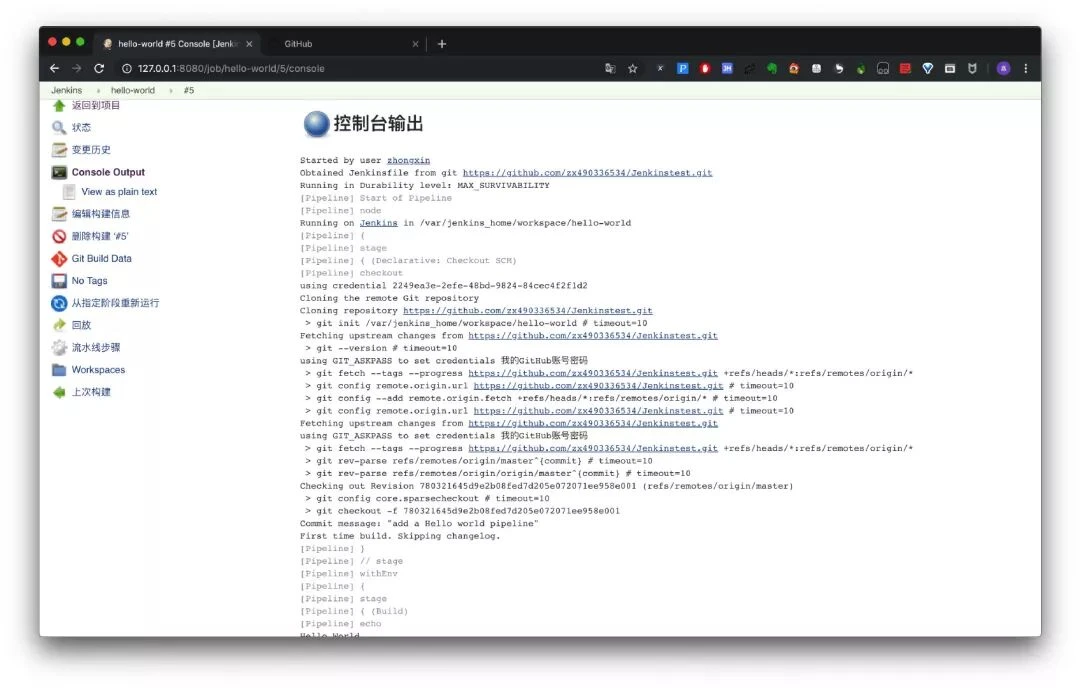 hello-world #5 Console [Jenki
GitHub
127.0.0.1:8080/job/hello-world/5/console
Jenkins
hello-world
#5
返回到项目
状态
变更历史
Console Output
View as plain text
编辑构建信息
删除构建 '#5'
Git Build Data
No Tags
从指定阶段重新运行
回放
流水线步骤
Workspaces
上次构建
控制台输出
Started by user zhongxin
Obtained Jenkinsfile from git https://github.com/zx490336534/Jenkinstest.git
Running in Durability level: MAX_SURVIVABILITY
[Pipeline] Start of Pipeline
[Pipeline] node
Running on Jenkins in /var/jenkins_home/workspace/hello-world
[Pipeline] {
[Pipeline] stage
[Pipeline] { (Declarative: Checkout SCM)
[Pipeline] checkout
using credential 2249ea3e-2efe-48bd-9824-84cec4f2f1d2
Cloning the remote Git repository
Cloning repository https://github.com/zx490336534/Jenkinstest.git
> git init /var/jenkins_home/workspace/hello-world # timeout=10
Fetching upstream changes from https://github.com/zx490336534/Jenkinstest.git
> git --version # timeout=10
using GIT_ASKPASS to set credentials 我的GitHub账号密码
> git fetch --tags --progress https://github.com/zx490336534/Jenkinstest.git +refs/heads/*:refs/remotes/origin/*
> git config remote.origin.url https://github.com/zx490336534/Jenkinstest.git # timeout=10
> git config --add remote.origin.fetch +refs/heads/*:refs/remotes/origin/* # timeout=10
> git config remote.origin.url https://github.com/zx490336534/Jenkinstest.git # timeout=10
Fetching upstream changes from https://github.com/zx490336534/Jenkinstest.git
using GIT_ASKPASS to set credentials 我的GitHub账号密码
> git fetch --tags --progress https://github.com/zx490336534/Jenkinstest.git +refs/heads/*:refs/remotes/origin/*
> git rev-parse refs/remotes/origin/master^{commit} # timeout=10
> git rev-parse refs/remotes/origin/origin/master^{commit} # timeout=10
Checking out Revision 780321645d9e2b08fed7d205e072071ee958e001 (refs/remotes/origin/master)
> git config core.sparsecheckout # timeout=10
> git checkout -f 780321645d9e2b08fed7d205e072071ee958e001
Commit message: "add a Hello world pipeline"
First time build. Skipping changelog.
[Pipeline] }
[Pipeline] // stage
[Pipeline] withEnv
[Pipeline] {
[Pipeline] stage
[Pipeline] { (Build)
[Pipeline] echo
Hello World